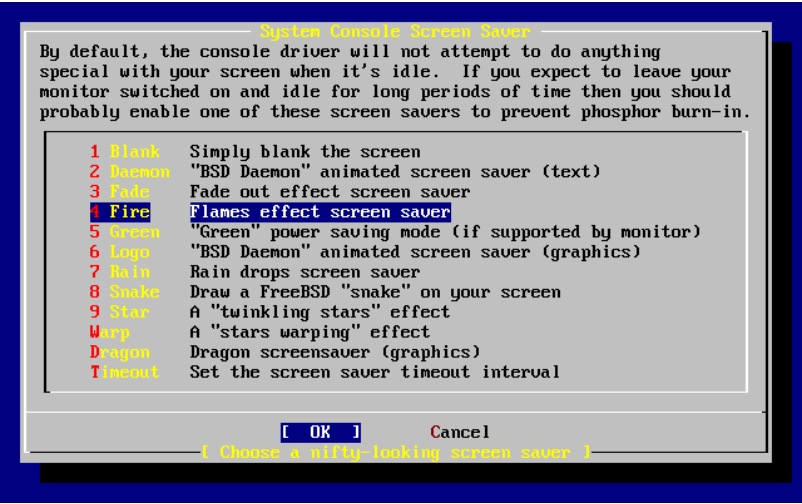 System Console Screen Saver
By default, the console driver will not attempt to do anything
special with your screen when it's idle.  If you expect to leave your
monitor switched on and idle for long periods of time then you should
probably enable one of these screen savers to prevent phosphor burn-in.
1 Blank Simply blank the screen
2 Daemon "BSD Daemon" animated screen saver (text)
3 Fade Fade out effect screen saver
4 Fire Flames effect screen saver
5 Green "Green" power saving mode (if supported by monitor)
6 Logo "BSD Daemon" animated screen saver (graphics)
7 Rain Rain drops screen saver
8 Snake Draw a FreeBSD "snake" on your screen
9 Star A "twinkling stars" effect
Warp A "stars warping" effect
Dragon Dragon screensaver (graphics)
Timeout Set the screen saver timeout interval
[ OK ] Cancel
[ Choose a nifty-looking screen saver ]